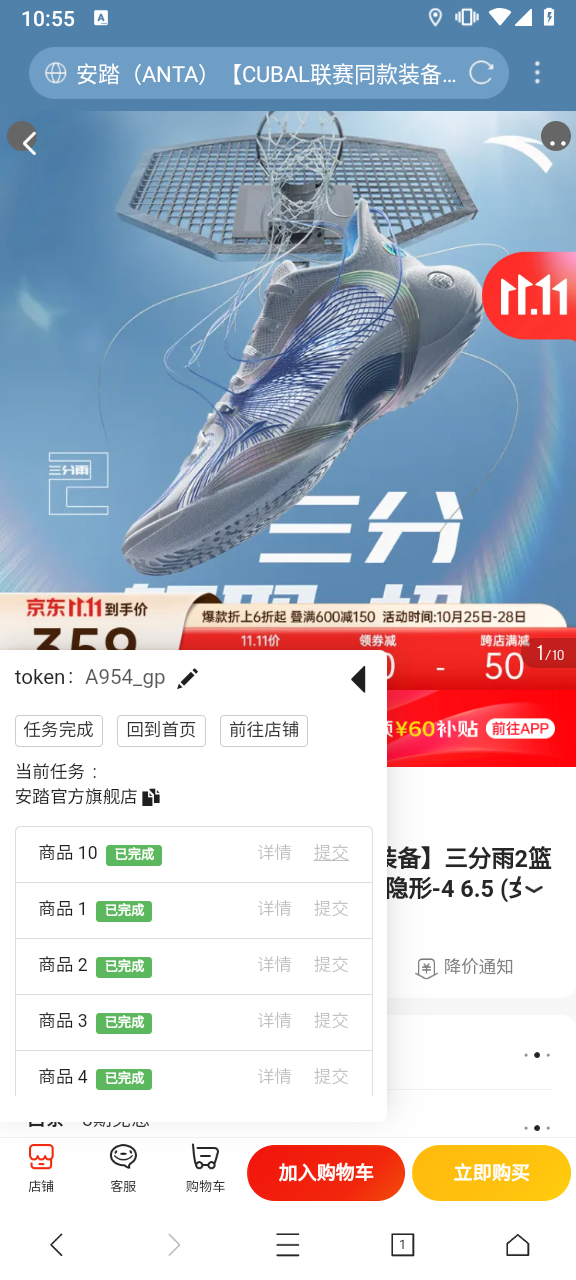 10:55
安踏（ANTA）【CUBAL联赛同款装备...
11.11
三分雨
2
三分
京东11.11到手价
爆款折上6折起 叠满600减150 活动时间:10月25日-28日
359
11.11价
领券减
跨店满减
0 - 50
1/10
¥60补贴
前往APP
token： A954_gp
任务完成
回到首页
前往店铺
当前任务：
安踏官方旗舰店
装备】三分雨2篮
隐形-4 6.5 (女
降价通知
商品 10 已完成 详情 提交
商品 1 已完成 详情 提交
商品 2 已完成 详情 提交
商品 3 已完成 详情 提交
商品 4 已完成 详情 提交
店铺
客服
购物车
加入购物车
立即购买
1